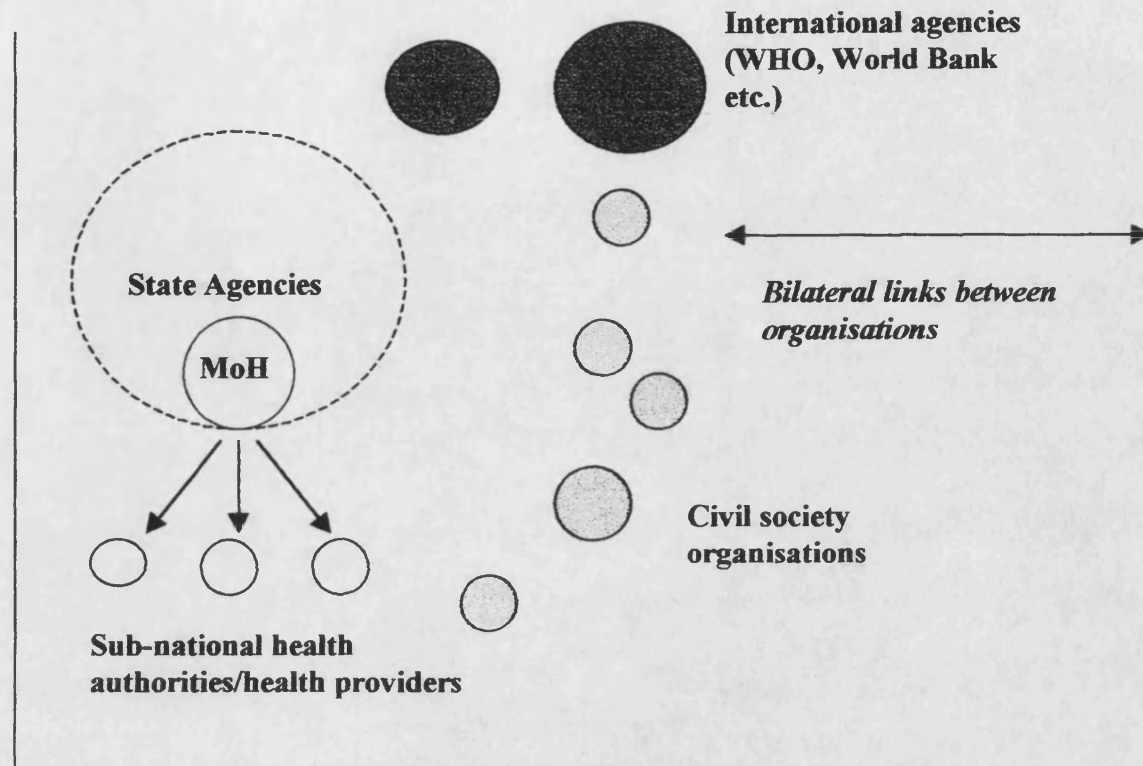 International agencies
(WHO, World Bank
etc.)
State Agencies
MoH
Bilateral links between
organisations
Civil society
organisations
Sub-national health
authorities/health providers